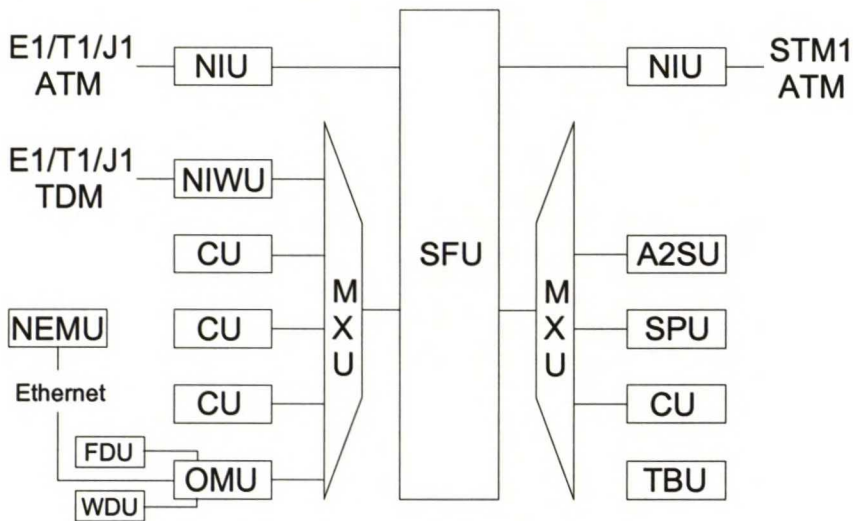 E1/T1/J1
ATM
NIU
NIU
STM1
ATM
E1/T1/J1
TDM
NIWU
CU
SFU
A2SU
M
X
U
M
X
U
NEMU
CU
SPU
Ethernet
CU
CU
FDU
OMU
TBU
WDU